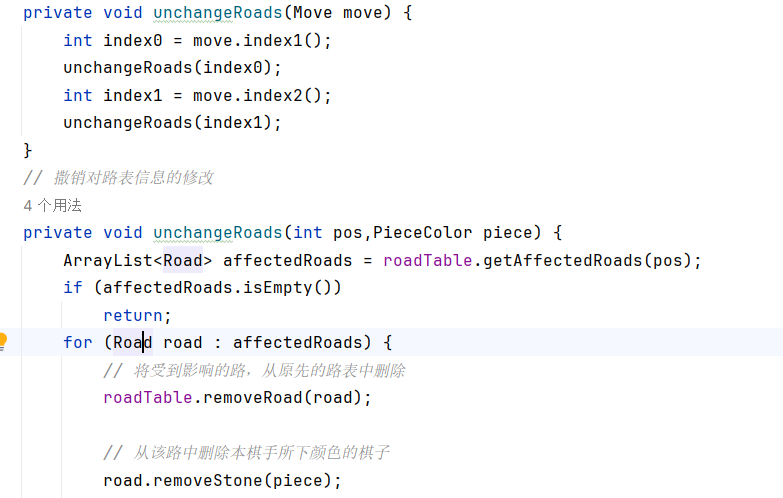 private void unchangeRoads(Move move) {
int index0 = move.index1();
unchangeRoads(index0);
int index1 = move.index2();
unchangeRoads(index1);
}
// 撤销对路表信息的修改
4 个用法
private void unchangeRoads(int pos,PieceColor piece) {
ArrayList<Road> affectedRoads = roadTable.getAffectedRoads(pos);
if (affectedRoads.isEmpty())
return;
for (Road road : affectedRoads) {
// 将受到影响的路，从原先的路表中删除
roadTable.removeRoad(road);
// 从该路中删除本棋手所下颜色的棋子
road.removeStone(piece);